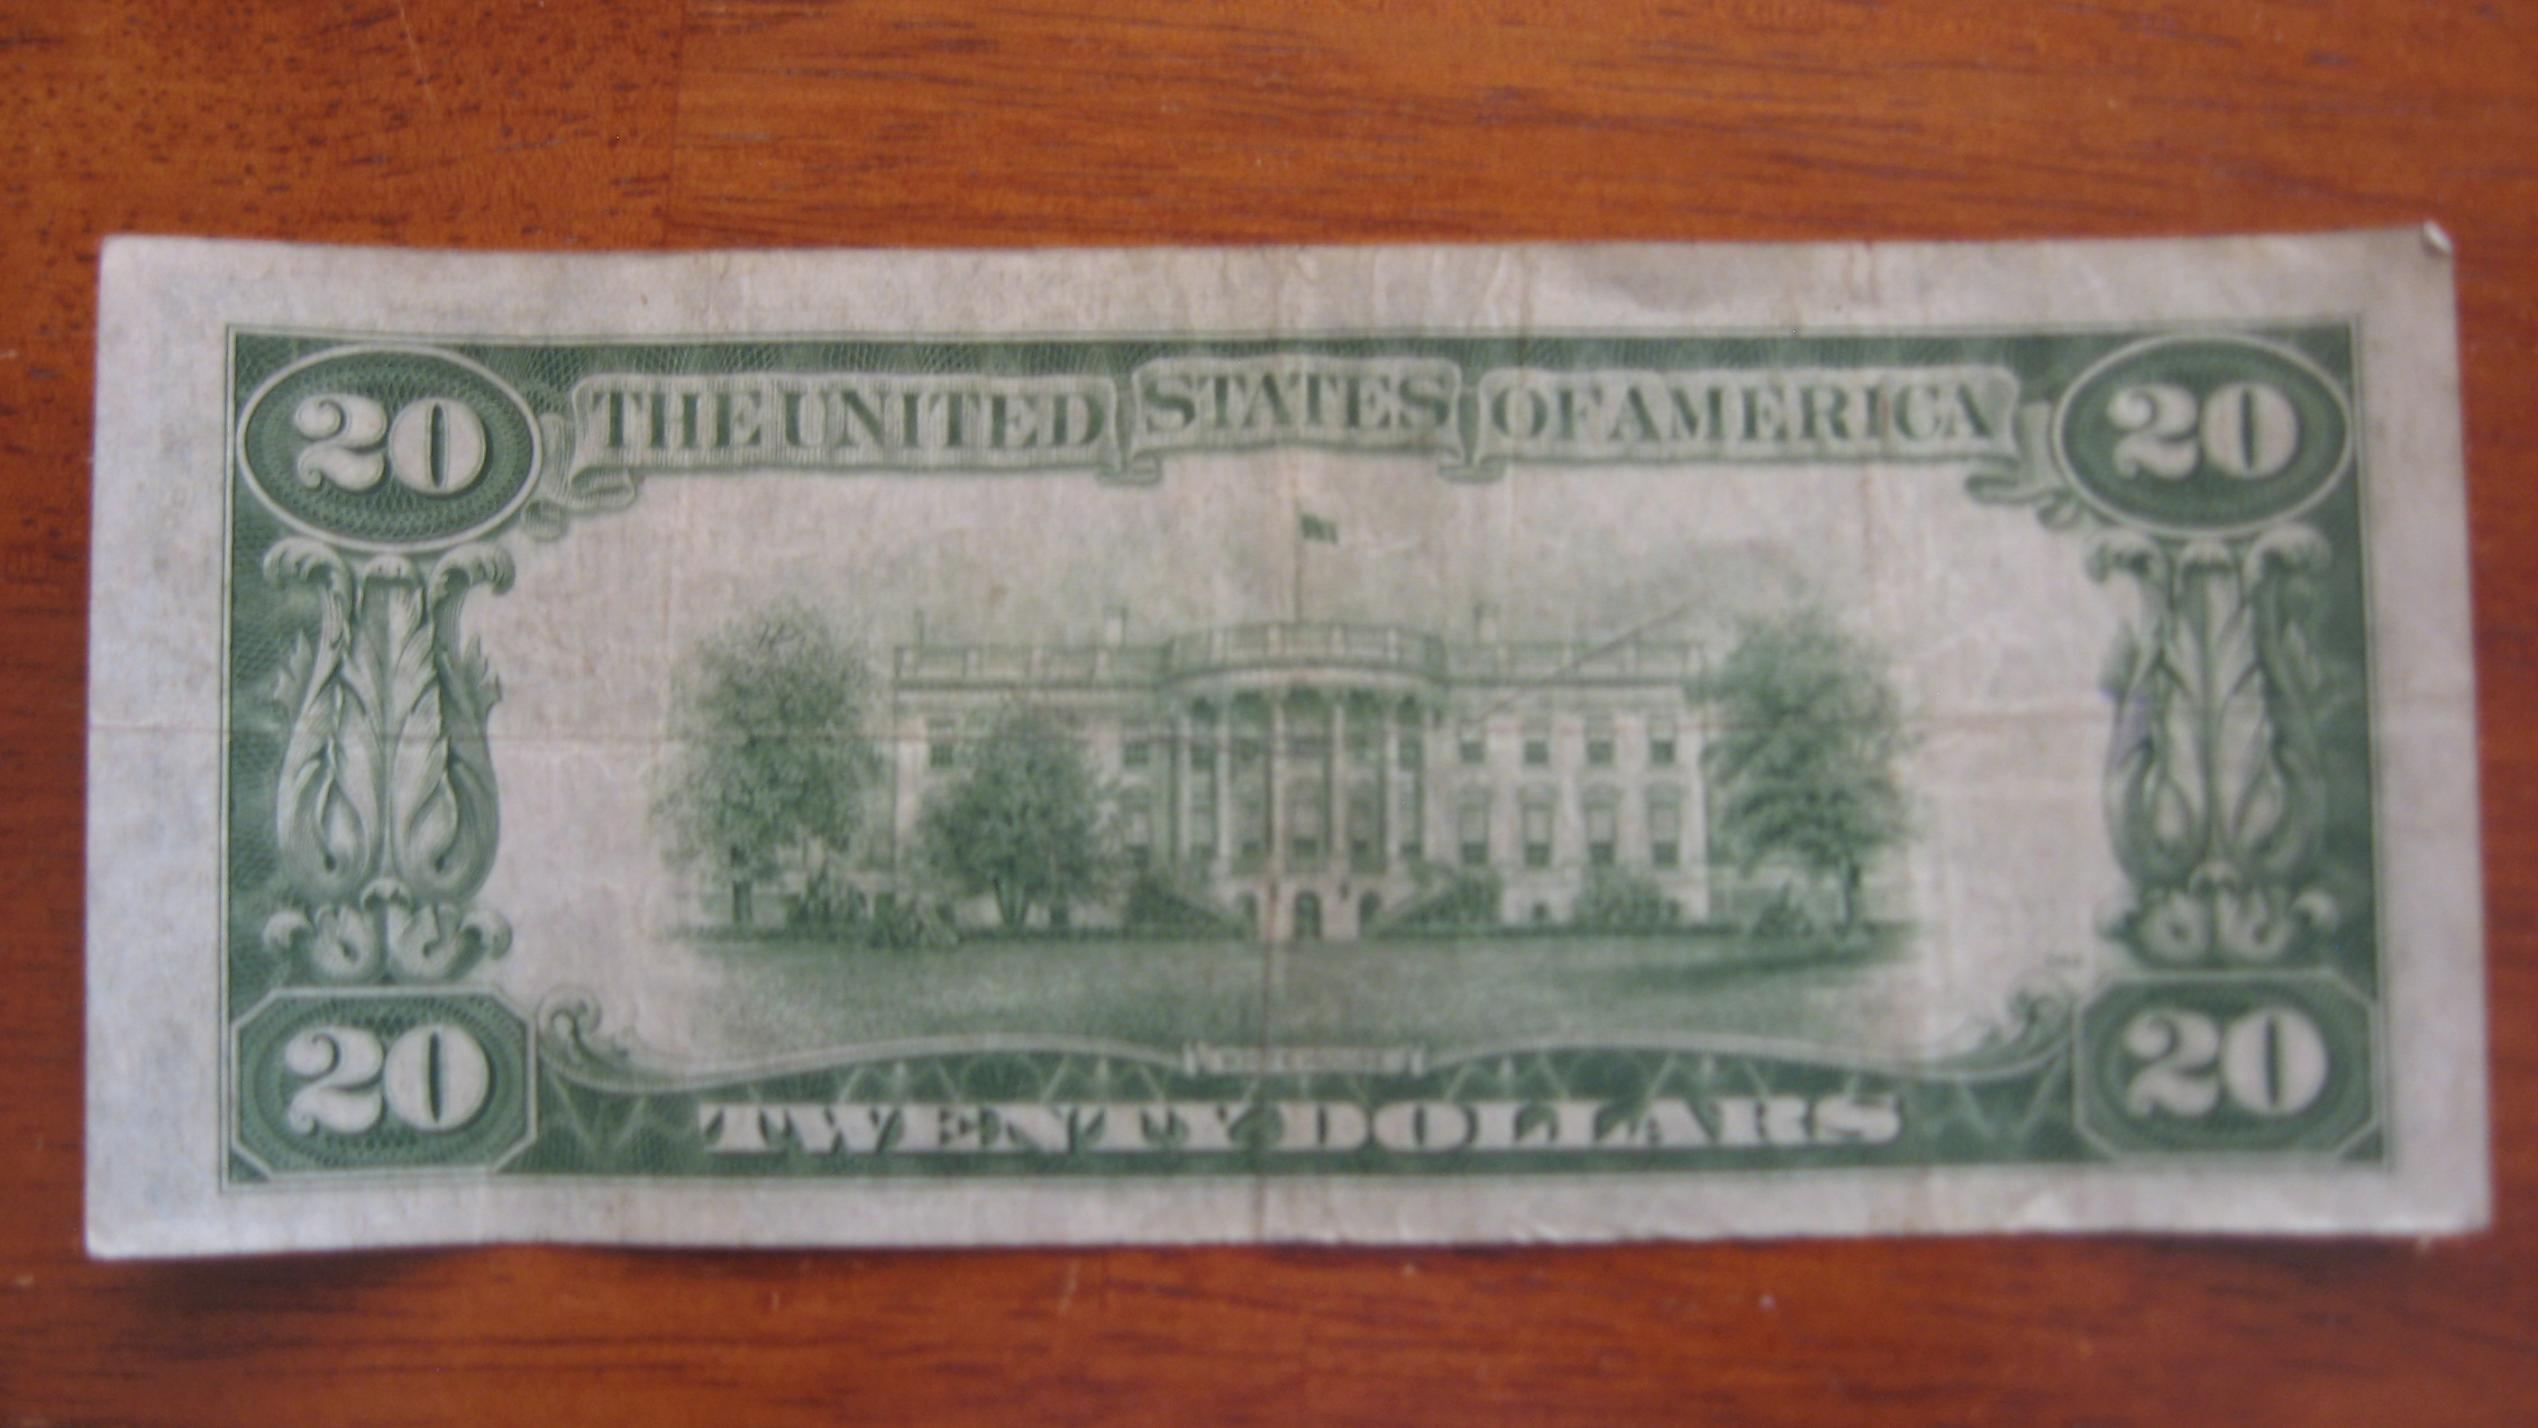 20 THE UNITED STATES OF AMERICA 20
20 TWENTY DOLLARS 20